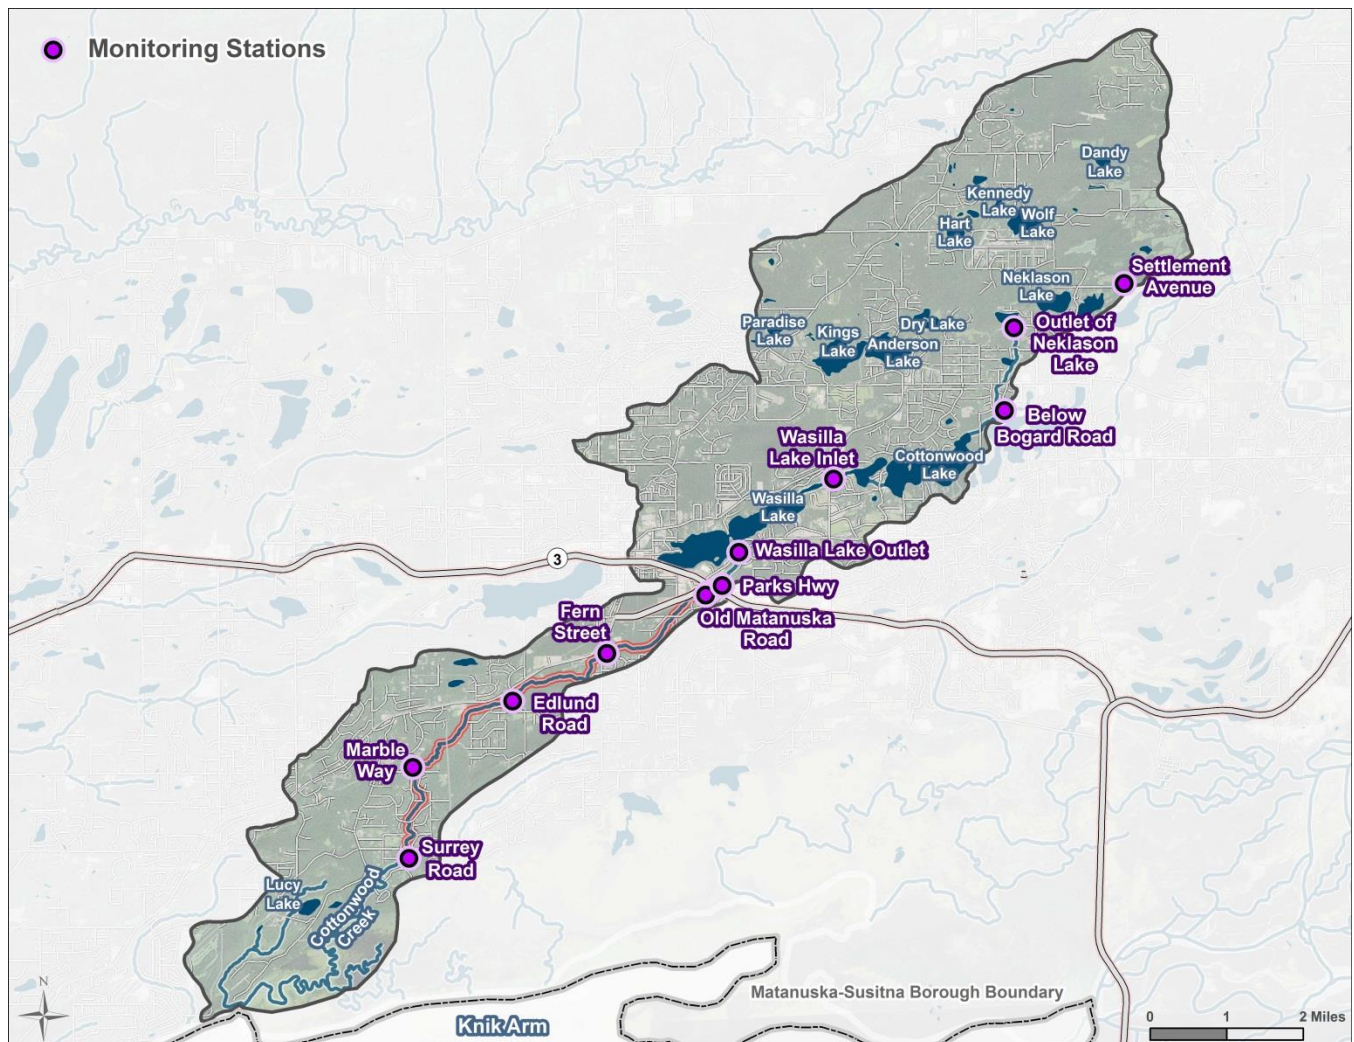 Monitoring Stations
Dandy
Lake
Kennedy
Lake
Wolf
Lake
Hart
Lake
Settlement
Avenue
Neklason
Lake
Outlet of
Neklason
Lake
Paradise
Lake
Kings
Lake
Dry Lake
Anderson
Lake
Below
Bogard Road
Wasilla
Lake Inlet
Cottonwood
Lake
Wasilla
Lake
Wasilla Lake Outlet
3
Parks Hwy
Old Matanuska
Road
Fern
Street
Edlund
Road
Marble
Way
Surrey
Road
Lucy
Lake
Cottonwood
Creek
N
Matanuska-Susitna Borough Boundary
Knik Arm
0 1 2 Miles